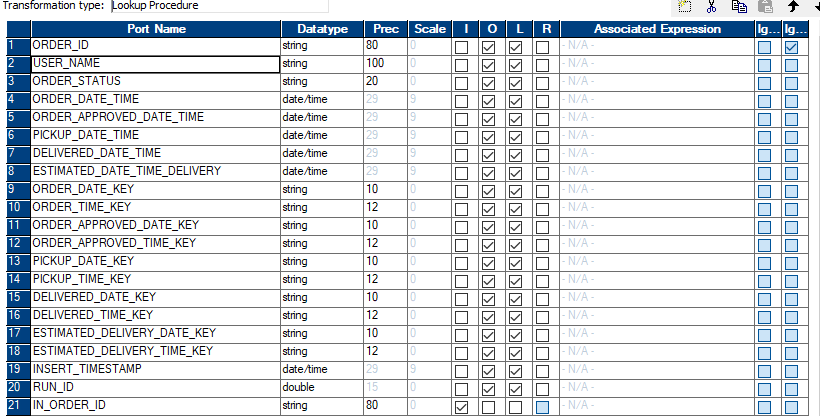 Transformation type: Lookup Procedure
Port Name Datatype Prec Scale I O L R Associated Expression Ig... Ig...
1 ORDER_ID string 80 0 - N/A -
2 USER_NAME string 100 0 - N/A -
3 ORDER_STATUS string 20 0 - N/A -
4 ORDER_DATE_TIME date/time 29 9 - N/A -
5 ORDER_APPROVED_DATE_TIME date/time 29 9 - N/A -
6 PICKUP_DATE_TIME date/time 29 9 - N/A -
7 DELIVERED_DATE_TIME date/time 29 9 - N/A -
8 ESTIMATED_DATE_TIME_DELIVERY date/time 29 9 - N/A -
9 ORDER_DATE_KEY string 10 0 - N/A -
10 ORDER_TIME_KEY string 12 0 - N/A -
11 ORDER_APPROVED_DATE_KEY string 10 0 - N/A -
12 ORDER_APPROVED_TIME_KEY string 12 0 - N/A -
13 PICKUP_DATE_KEY string 10 0 - N/A -
14 PICKUP_TIME_KEY string 12 0 - N/A -
15 DELIVERED_DATE_KEY string 10 0 - N/A -
16 DELIVERED_TIME_KEY string 12 0 - N/A -
17 ESTIMATED_DELIVERY_DATE_KEY string 10 0 - N/A -
18 ESTIMATED_DELIVERY_TIME_KEY string 12 0 - N/A -
19 INSERT_TIMESTAMP date/time 29 9 - N/A -
20 RUN_ID double 15 0 - N/A -
21 IN_ORDER_ID string 80 0 - N/A -